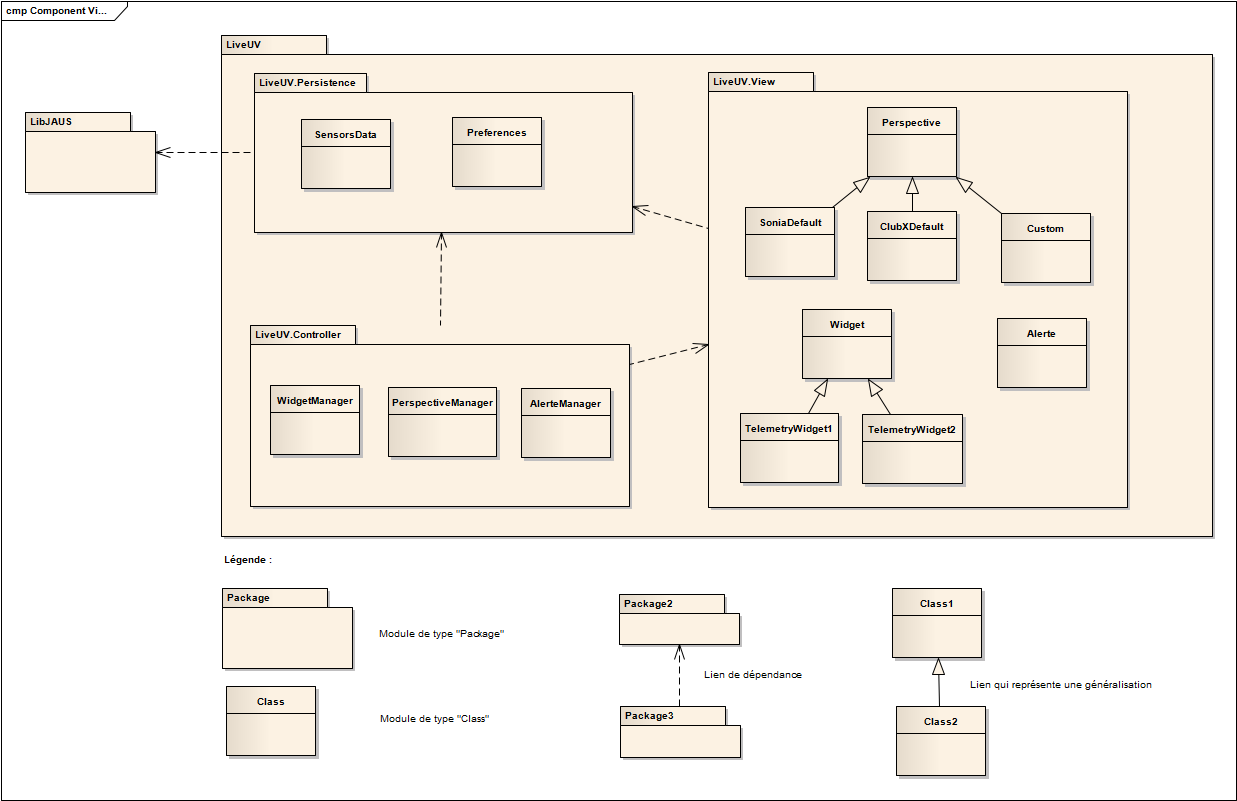 cmp Component Vi...
LiveUV
LiveUV.Persistence
LiveUV.View
LibJAUS
SensorsData
Preferences
Perspective
SoniaDefault
ClubXDefault
Custom
LiveUV.Controller
Widget
Alerte
WidgetManager
PerspectiveManager
AlerteManager
TelemetryWidget1
TelemetryWidget2
Légende :
Package
Module de type "Package"
Package2
Lien de dépendance
Package3
Class1
Lien qui représente une généralisation
Class2
Class
Module de type "Class"